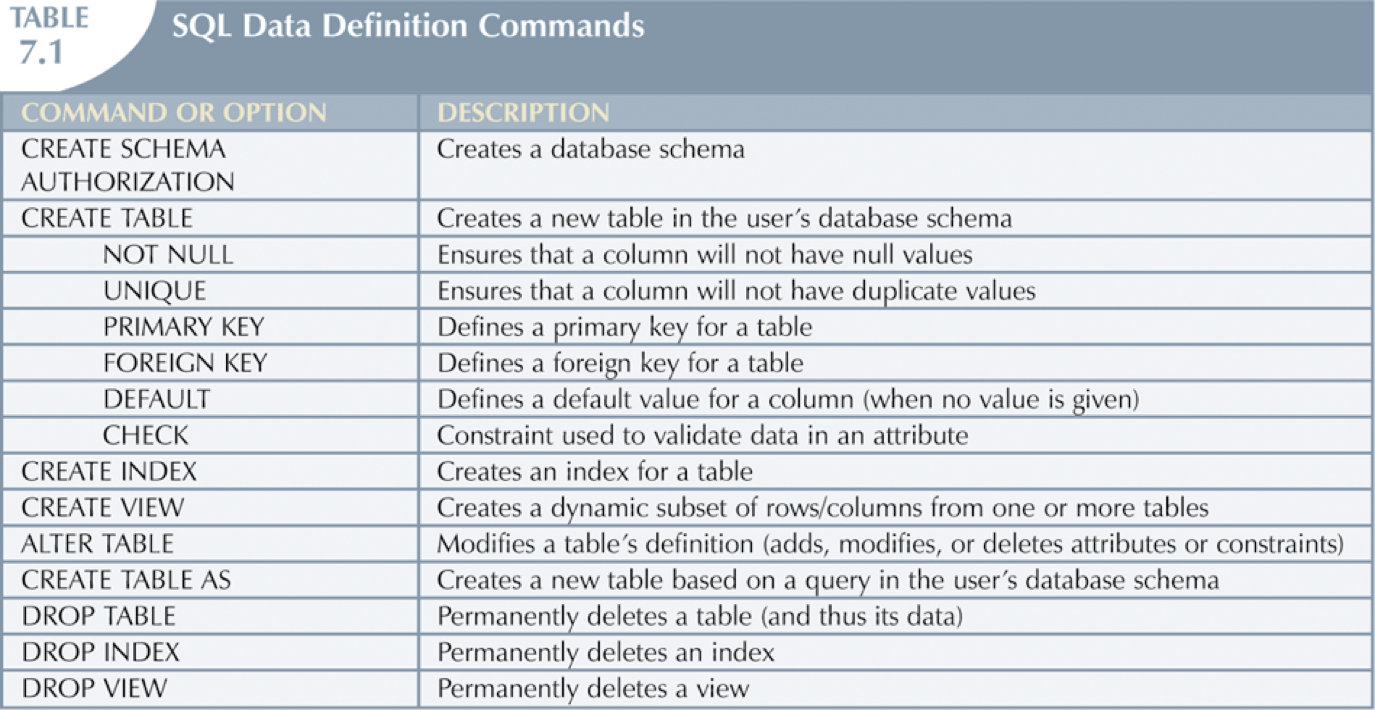 TABLE
7.1
SQL Data Definition Commands
COMMAND OR OPTION DESCRIPTION
CREATE SCHEMA Creates a database schema
AUTHORIZATION
CREATE TABLE Creates a new table in the user's database schema
NOT NULL Ensures that a column will not have null values
UNIQUE Ensures that a column will not have duplicate values
PRIMARY KEY Defines a primary key for a table
FOREIGN KEY Defines a foreign key for a table
DEFAULT Defines a default value for a column (when no value is given)
CHECK Constraint used to validate data in an attribute
CREATE INDEX Creates an index for a table
CREATE VIEW Creates a dynamic subset of rows/columns from one or more tables
ALTER TABLE Modifies a table's definition (adds, modifies, or deletes attributes or constraints)
CREATE TABLE AS Creates a new table based on a query in the user's database schema
DROP TABLE Permanently deletes a table (and thus its data)
DROP INDEX Permanently deletes an index
DROP VIEW Permanently deletes a view